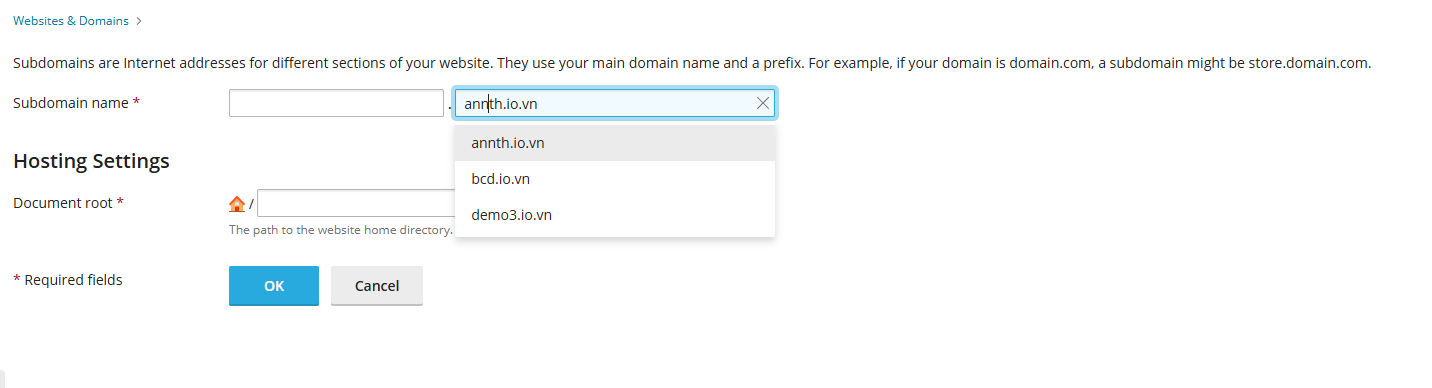 Websites & Domains >
Subdomains are Internet addresses for different sections of your website. They use your main domain name and a prefix. For example, if your domain is domain.com, a subdomain might be store.domain.com.
Subdomain name * . annth.io.vn
annth.io.vn
bcd.io.vn
demo3.io.vn
Hosting Settings
Document root * /
The path to the website home directory.
* Required fields OK Cancel